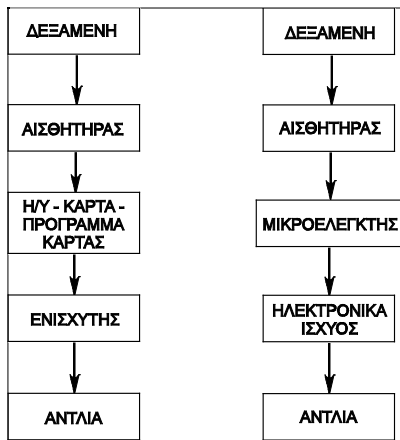 ΔΕΞΑΜΕΝΗ
ΑΙΣΘΗΤΗΡΑΣ
Η/Υ - ΚΑΡΤΑ -
ΠΡΟΓΡΑΜΜΑ
ΚΑΡΤΑΣ
ΕΝΙΣΧΥΤΗΣ
ΑΝΤΛΙΑ
ΔΕΞΑΜΕΝΗ
ΑΙΣΘΗΤΗΡΑΣ
ΜΙΚΡΟΕΛΕΓΚΤΗΣ
ΗΛΕΚΤΡΟΝΙΚΑ
ΙΣΧΥΟΣ
ΑΝΤΛΙΑ